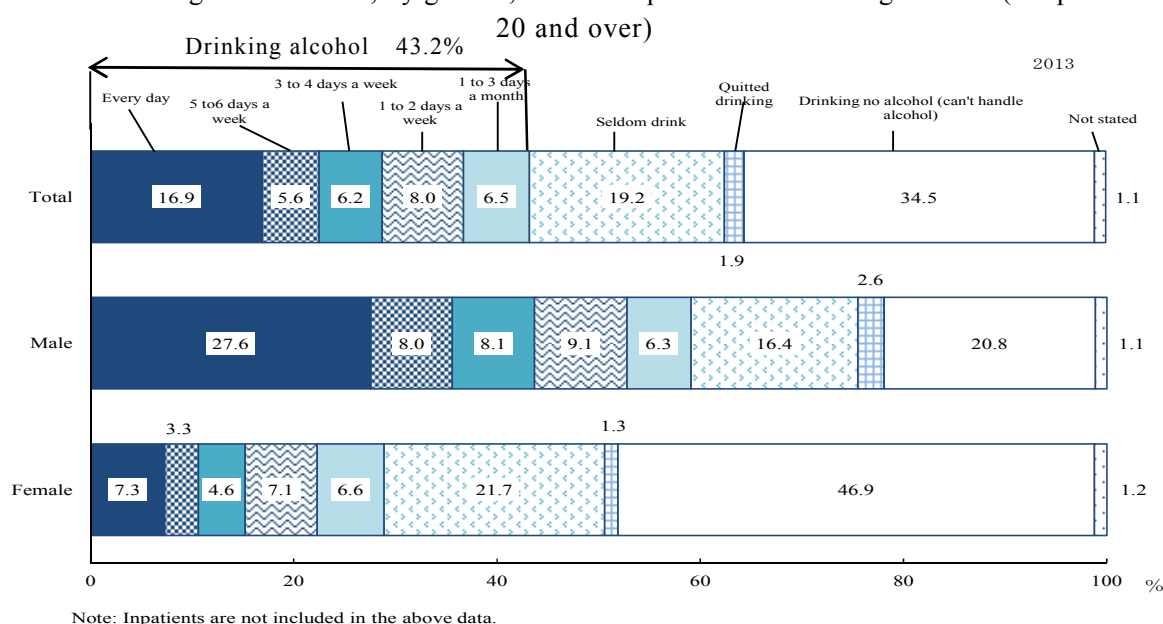 20 and over)
Drinking alcohol 43.2%
2013
Every day
5 to6 days a
week
3 to 4 days a week
1 to 2 days a
week
1 to 3 days
a month
Seldom drink
Quitted
drinking
Drinking no alcohol (can't handle
alcohol)
Not stated
Total
16.9
5.6
6.2
8.0
6.5
19.2
1.9
34.5
1.1
Male
27.6
8.0
8.1
9.1
6.3
16.4
2.6
20.8
1.1
Female
7.3
3.3
4.6
7.1
6.6
21.7
1.3
46.9
1.2
0
20
40
60
80
100
%
Note: Inpatients are not included in the above data.